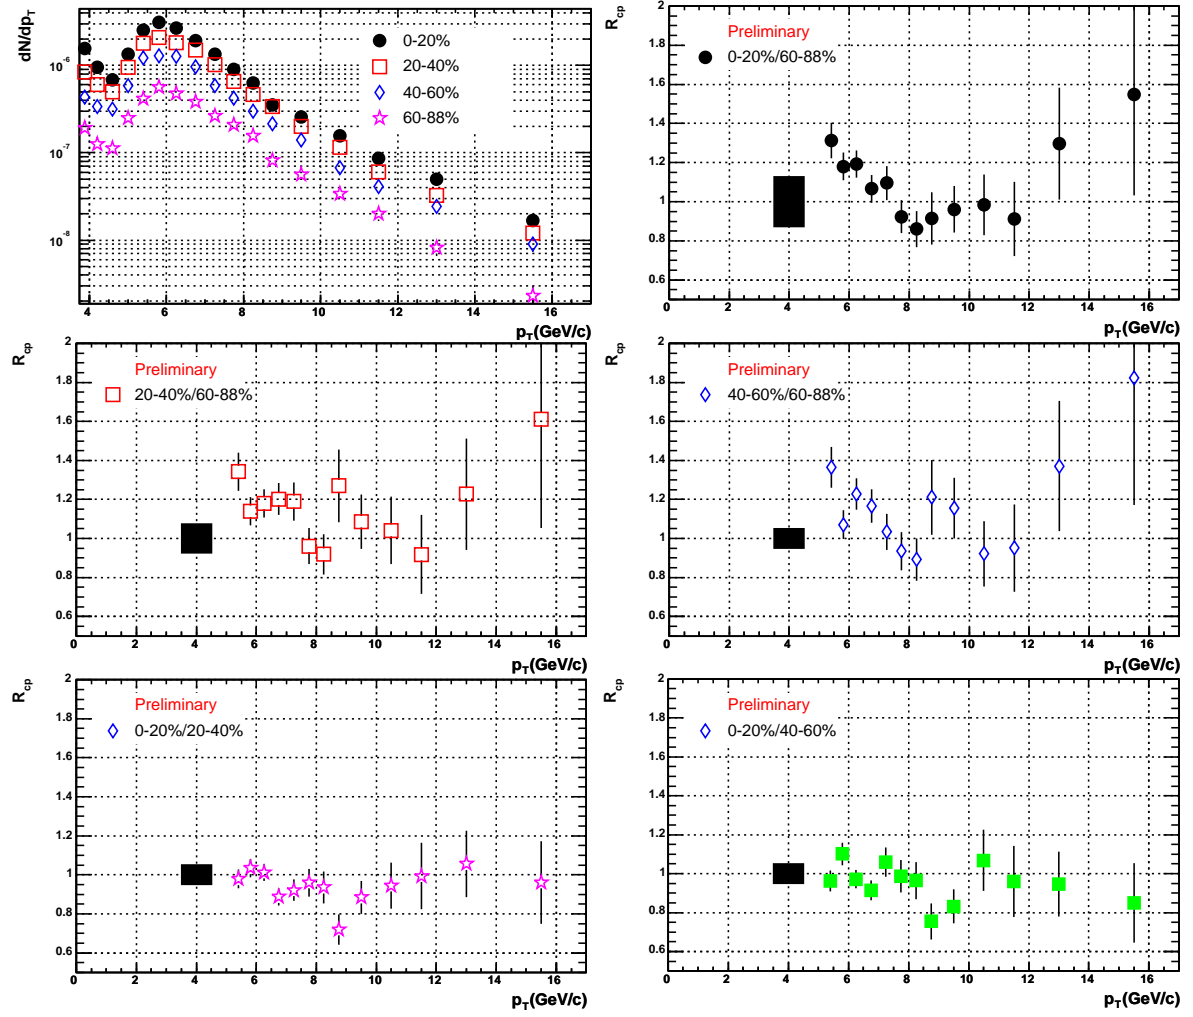 dN/dp_T
0-20%
20-40%
40-60%
60-88%
10^-6
10^-7
10^-8
4 6 8 10 12 14 16
p_T(GeV/c)
R_cp
Preliminary
0-20%/60-88%
2
1.8
1.6
1.4
1.2
1
0.8
0.6
0 2 4 6 8 10 12 14 16
p_T(GeV/c)
R_cp
Preliminary
20-40%/60-88%
2
1.8
1.6
1.4
1.2
1
0.8
0.6
0 2 4 6 8 10 12 14 16
p_T(GeV/c)
R_cp
Preliminary
40-60%/60-88%
2
1.8
1.6
1.4
1.2
1
0.8
0.6
0 2 4 6 8 10 12 14 16
p_T(GeV/c)
R_cp
Preliminary
0-20%/20-40%
2
1.8
1.6
1.4
1.2
1
0.8
0.6
0 2 4 6 8 10 12 14 16
p_T(GeV/c)
R_cp
Preliminary
0-20%/40-60%
2
1.8
1.6
1.4
1.2
1
0.8
0.6
0 2 4 6 8 10 12 14 16
p_T(GeV/c)